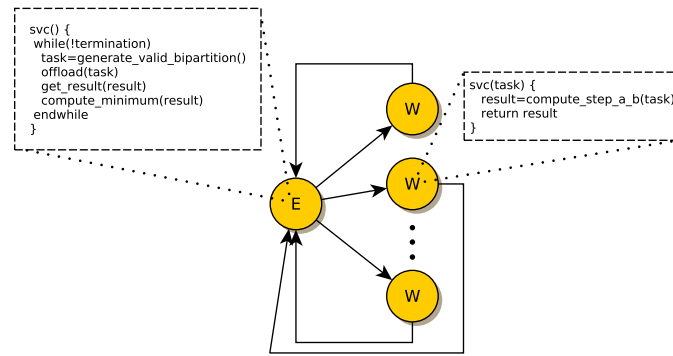 svc() {
while(!termination)
task=generate_valid_bipartition()
offload(task)
get_result(result)
compute_minimum(result)
endwhile
}
svc(task) {
result=compute_step_a_b(task)
return result
}
W
W
E
W